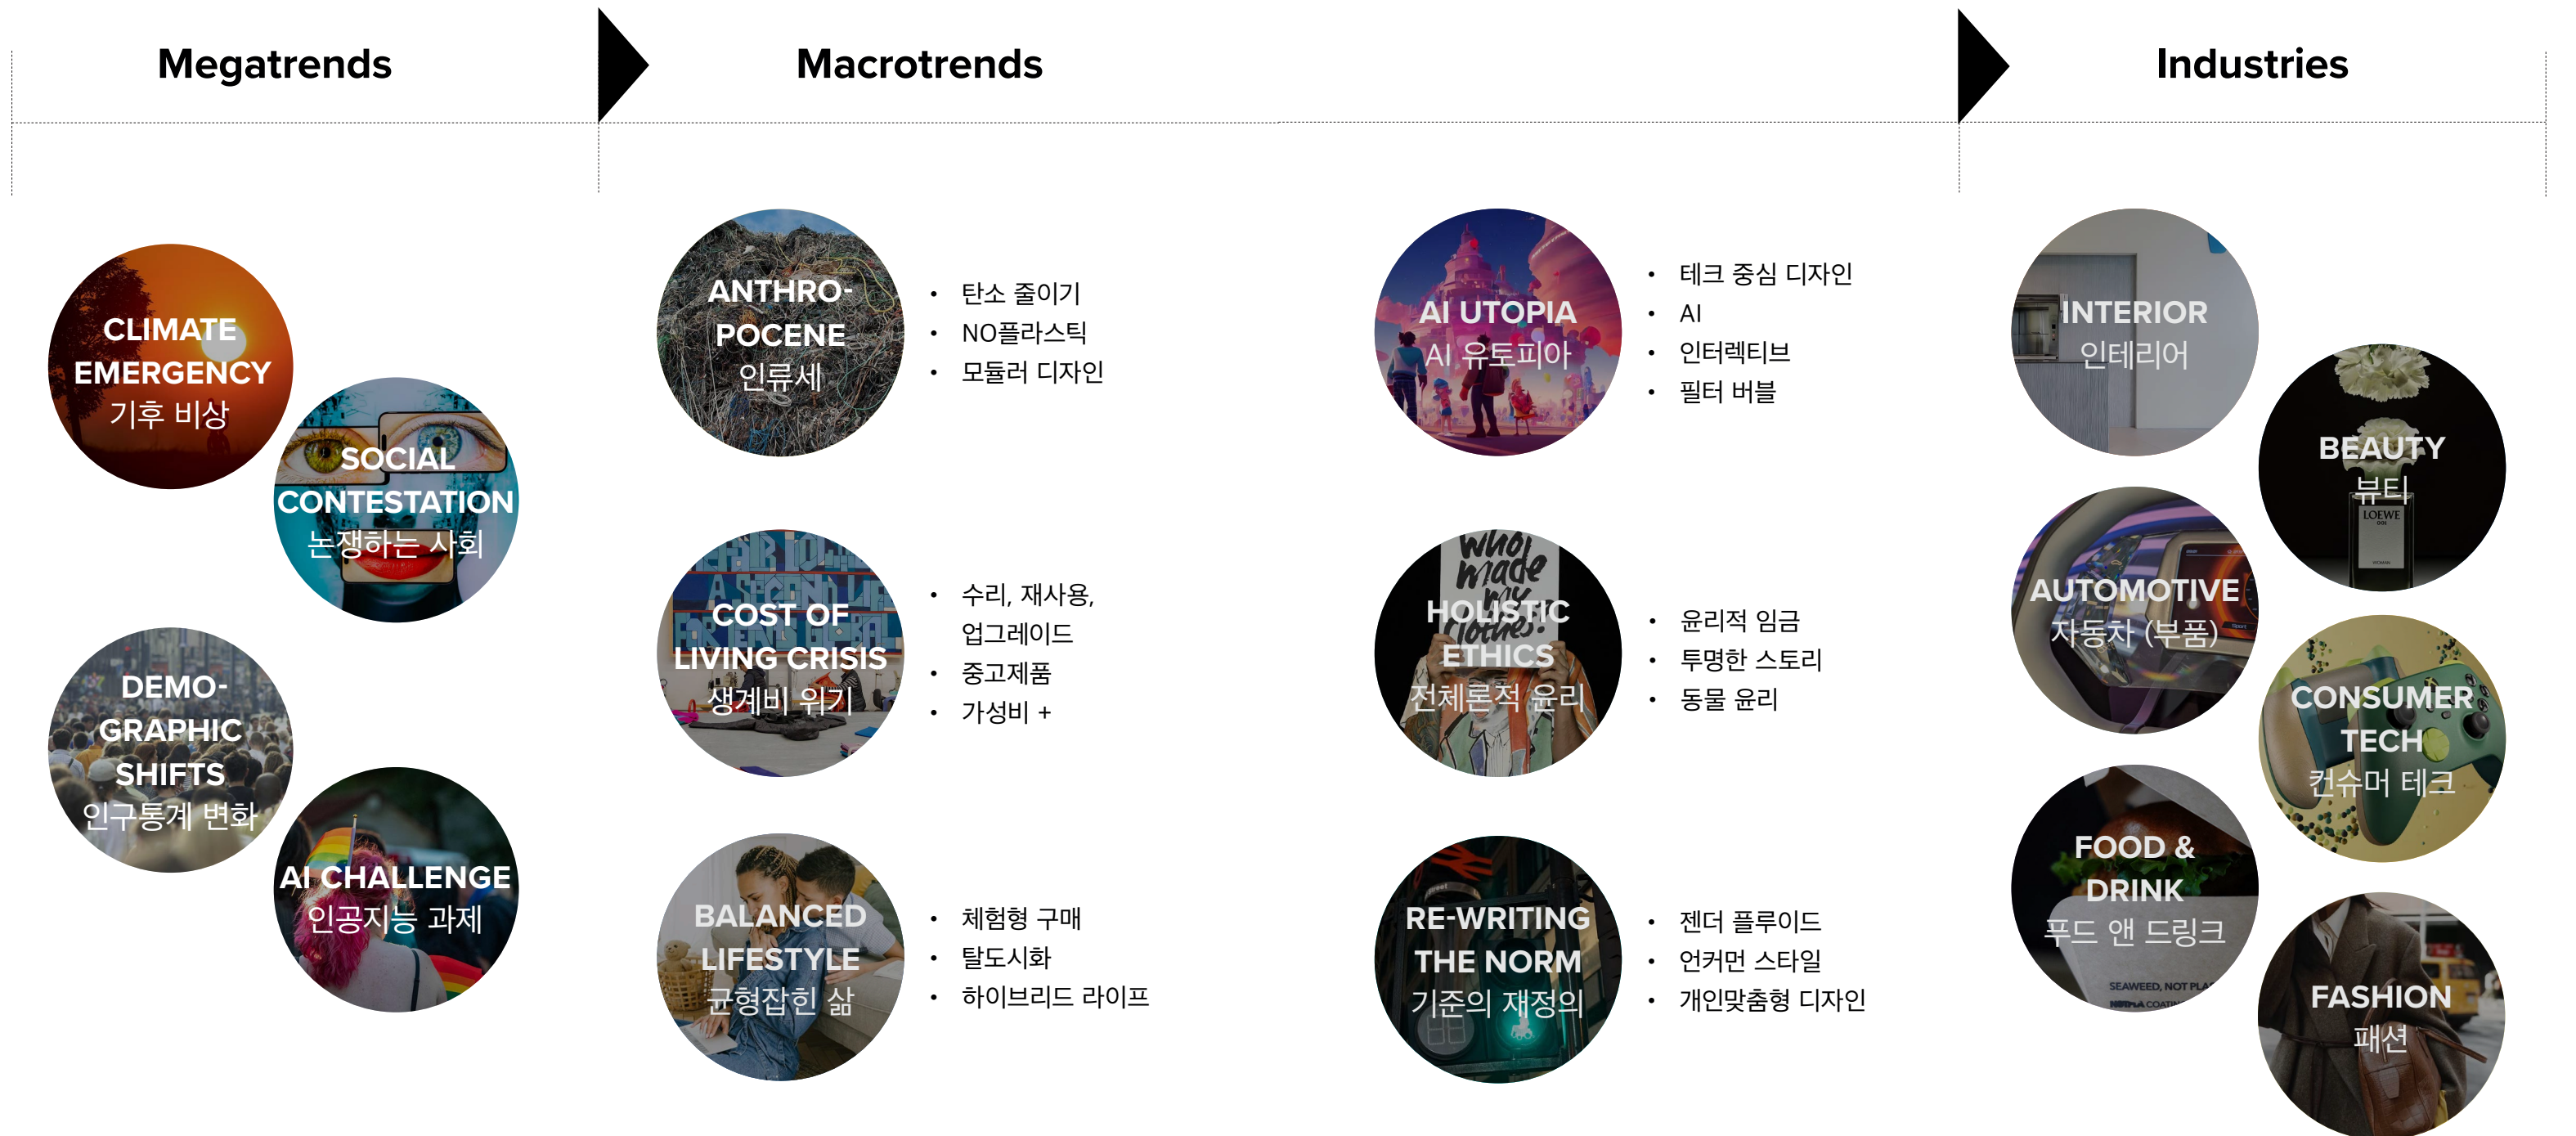 Megatrends
Macrotrends
Industries
CLIMATE
EMERGENCY
기후 비상
SOCIAL
CONTESTATION
논쟁하는 사회
DEMO-
GRAPHIC
SHIFTS
인구통계 변화
AI CHALLENGE
인공지능 과제
ANTHRO-
POCENE
인류세
• 탄소 줄이기
• NO플라스틱
• 모듈러 디자인
COST OF
LIVING CRISIS
생계비 위기
• 수리, 재사용,
업그레이드
• 중고제품
• 가성비 +
BALANCED
LIFESTYLE
균형잡힌 삶
• 체험형 구매
• 탈도시화
• 하이브리드 라이프
AI UTOPIA
AI 유토피아
• 테크 중심 디자인
• AI
• 인터렉티브
• 필터 버블
who
made
my
clothes?
HOLISTIC
ETHICS
전체론적 윤리
• 윤리적 임금
• 투명한 스토리
• 동물 윤리
RE-WRITING
THE NORM
기준의 재정의
• 젠더 플루이드
• 언커먼 스타일
• 개인맞춤형 디자인
INTERIOR
인테리어
BEAUTY
뷰티
LOEWE
001
AUTOMOTIVE
자동차 (부품)
CONSUMER
TECH
컨슈머 테크
FOOD &
DRINK
푸드 앤 드링크
SEAWEED, NOT
FASHION
패션